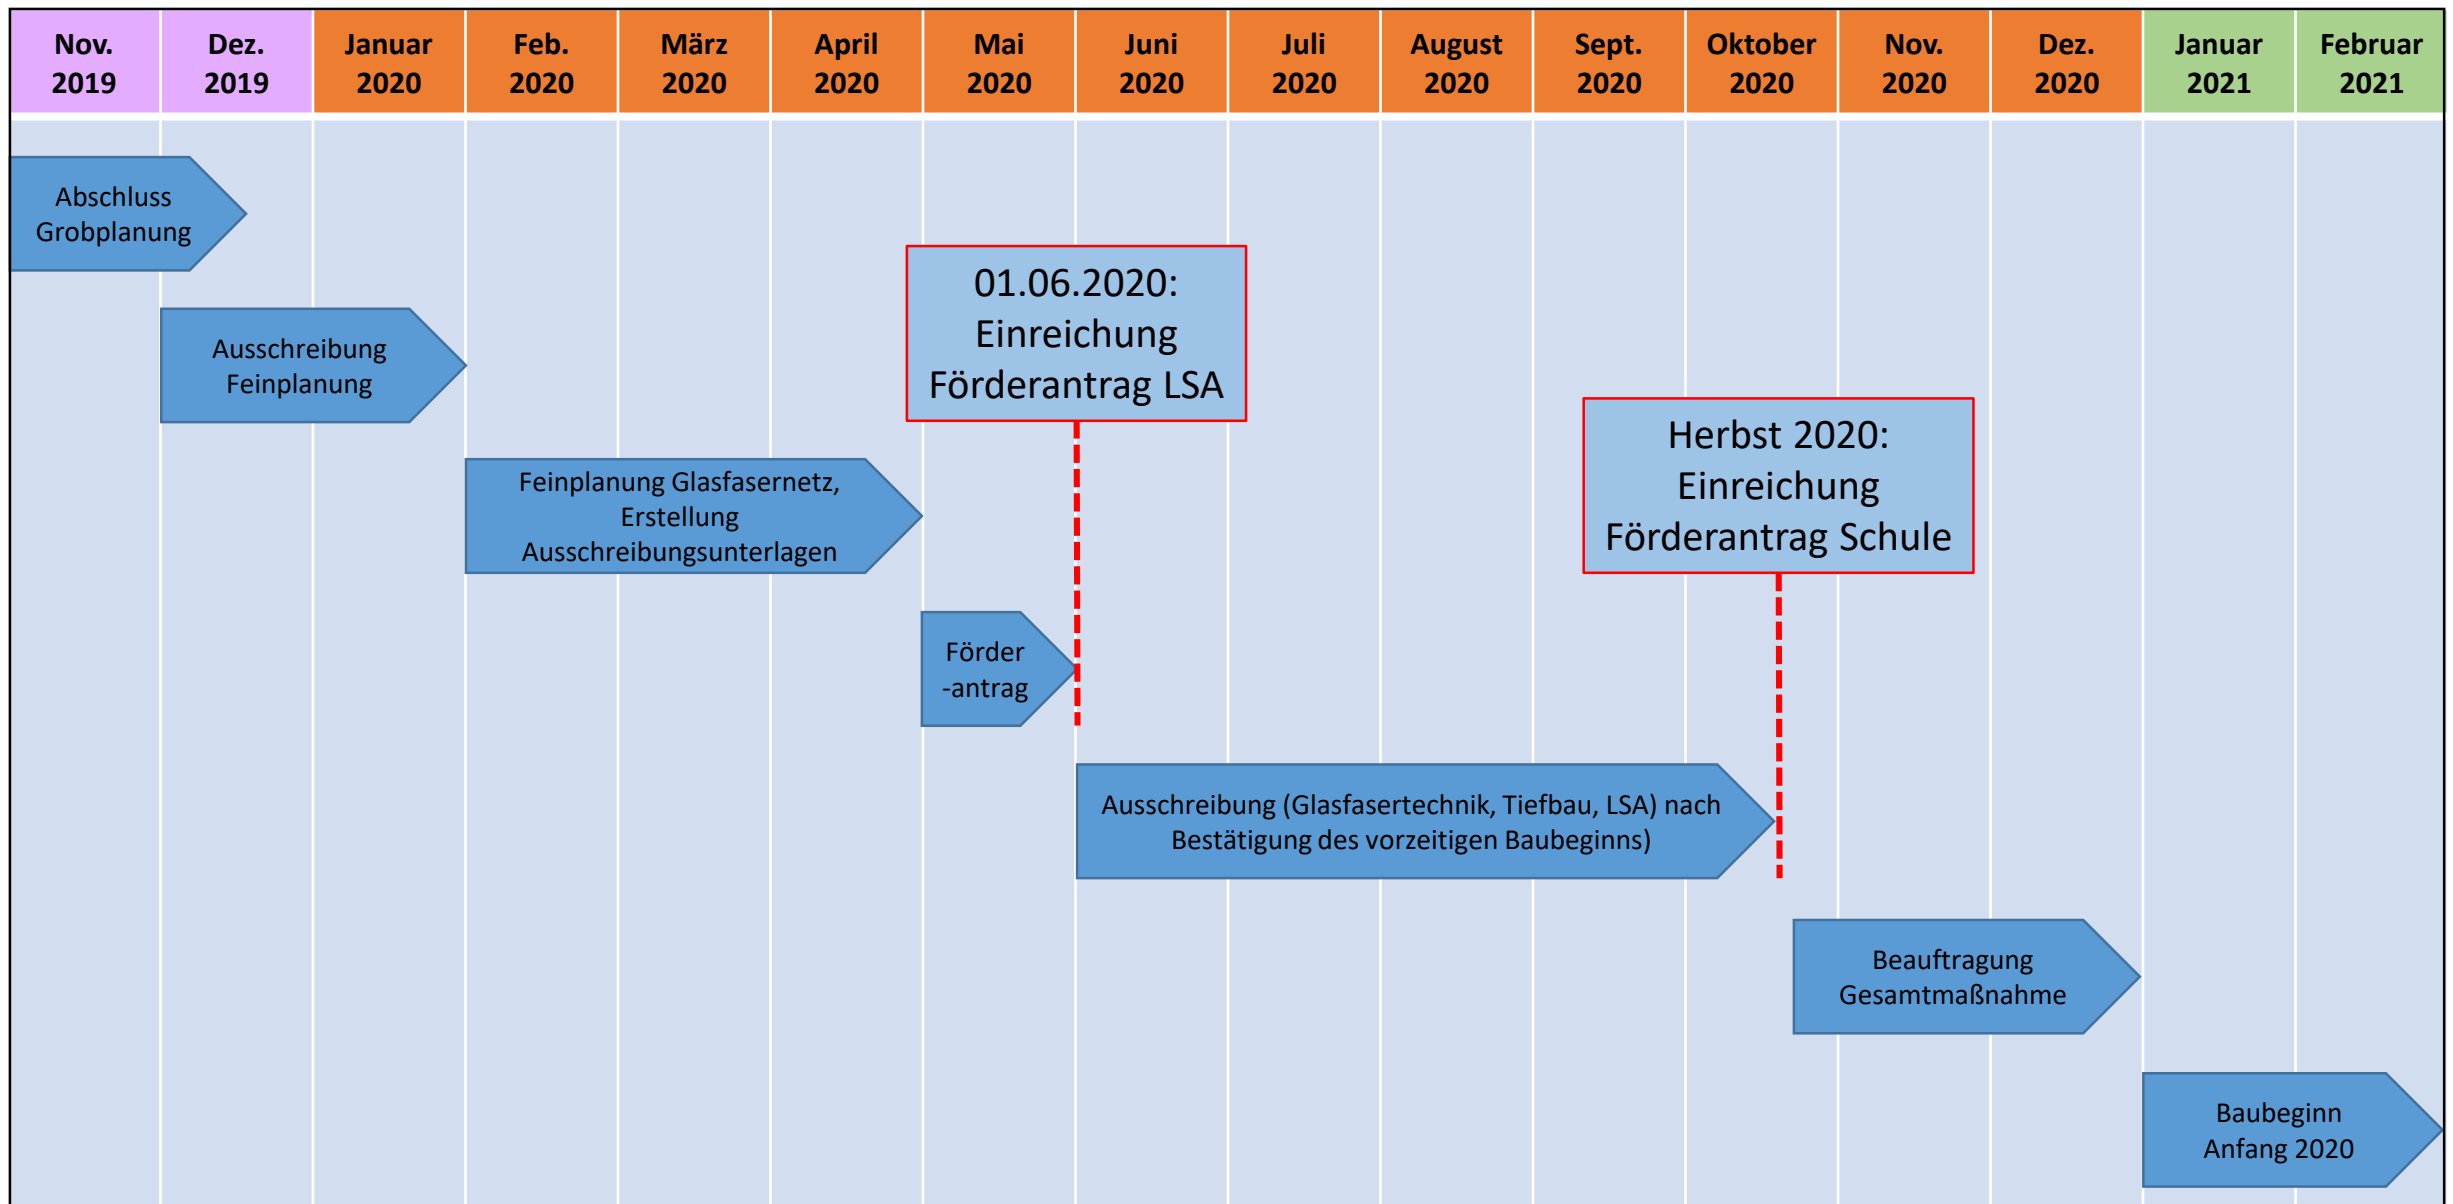 Nov. 2019
Dez. 2019
Januar 2020
Feb. 2020
März 2020
April 2020
Mai 2020
Juni 2020
Juli 2020
August 2020
Sept. 2020
Oktober 2020
Nov. 2020
Dez. 2020
Januar 2021
Februar 2021
Abschluss
Grobplanung
Ausschreibung
Feinplanung
01.06.2020:
Einreichung
Förderantrag LSA
Herbst 2020:
Einreichung
Förderantrag Schule
Feinplanung Glasfasernetz,
Erstellung
Ausschreibungsunterlagen
Förder
-antrag
Ausschreibung (Glasfasertechnik, Tiefbau, LSA) nach
Bestätigung des vorzeitigen Baubeginns)
Beauftragung
Gesamtmaßnahme
Baubeginn
Anfang 2020